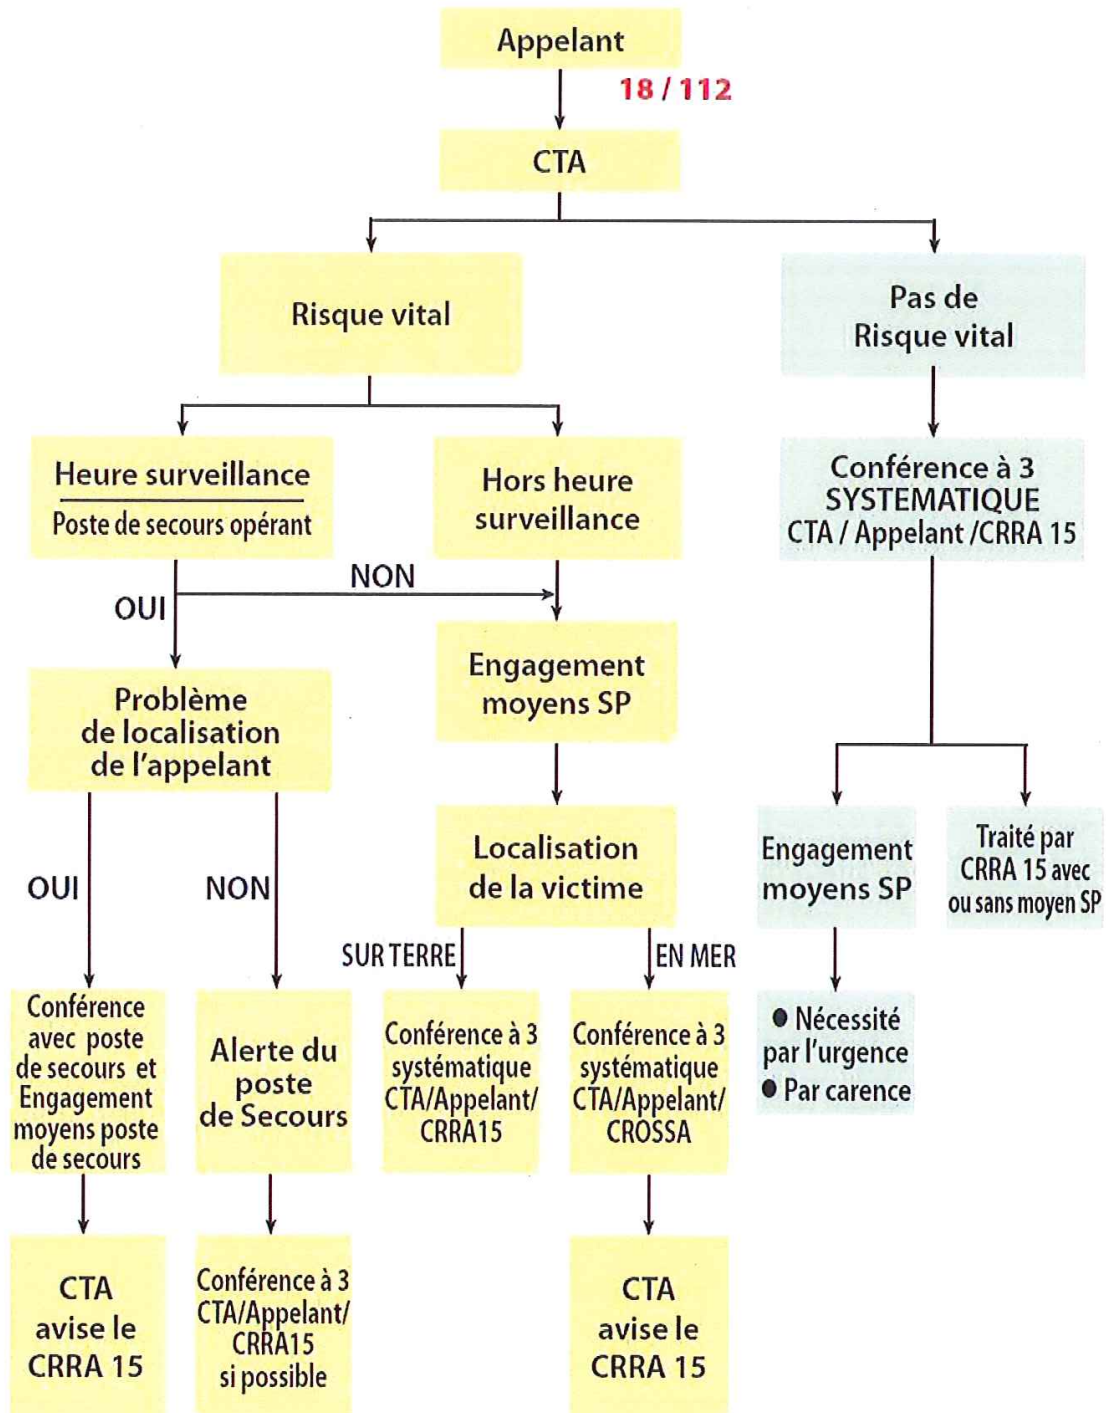 Appelant
18 / 112
CTA
Risque vital
Pas de
Risque vital
Heure surveillance
Poste de secours opérant
Hors heure
surveillance
Conférence à 3
SYSTEMATIQUE
CTA / Appelant /CRRA 15
NON
OUI
Problème
de localisation
de l'appelant
Engagement
moyens SP
OUI
NON
Localisation
de la victime
Engagement
moyens SP
Traité par
CRRA 15 avec
ou sans moyen SP
SUR TERRE
EN MER
Conférence
avec poste
de secours et
Engagement
moyens poste
de secours
Alerte du
poste
de Secours
Conférence à 3
systématique
CTA/Appelant/
CRRA15
Conférence à 3
systématique
CTA/Appelant/
CROSSA
● Nécessité
par l'urgence
● Par carence
CTA
avise le
CRRA 15
Conférence à 3
CTA/Appelant/
CRRA15
si possible
CTA
avise le
CRRA 15